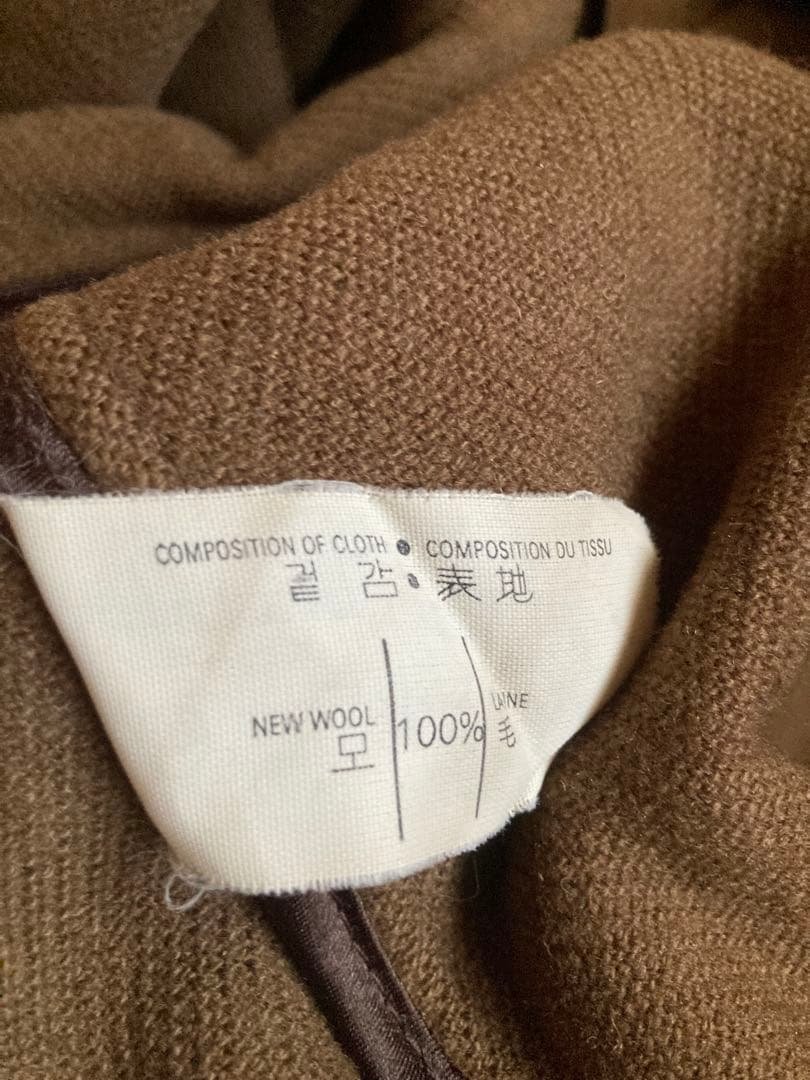 COMPOSITION OF CLOTH • COMPOSITION DU TISSU
겉 감 • 表 地
NEW WOOL 100% LAINE
모 毛